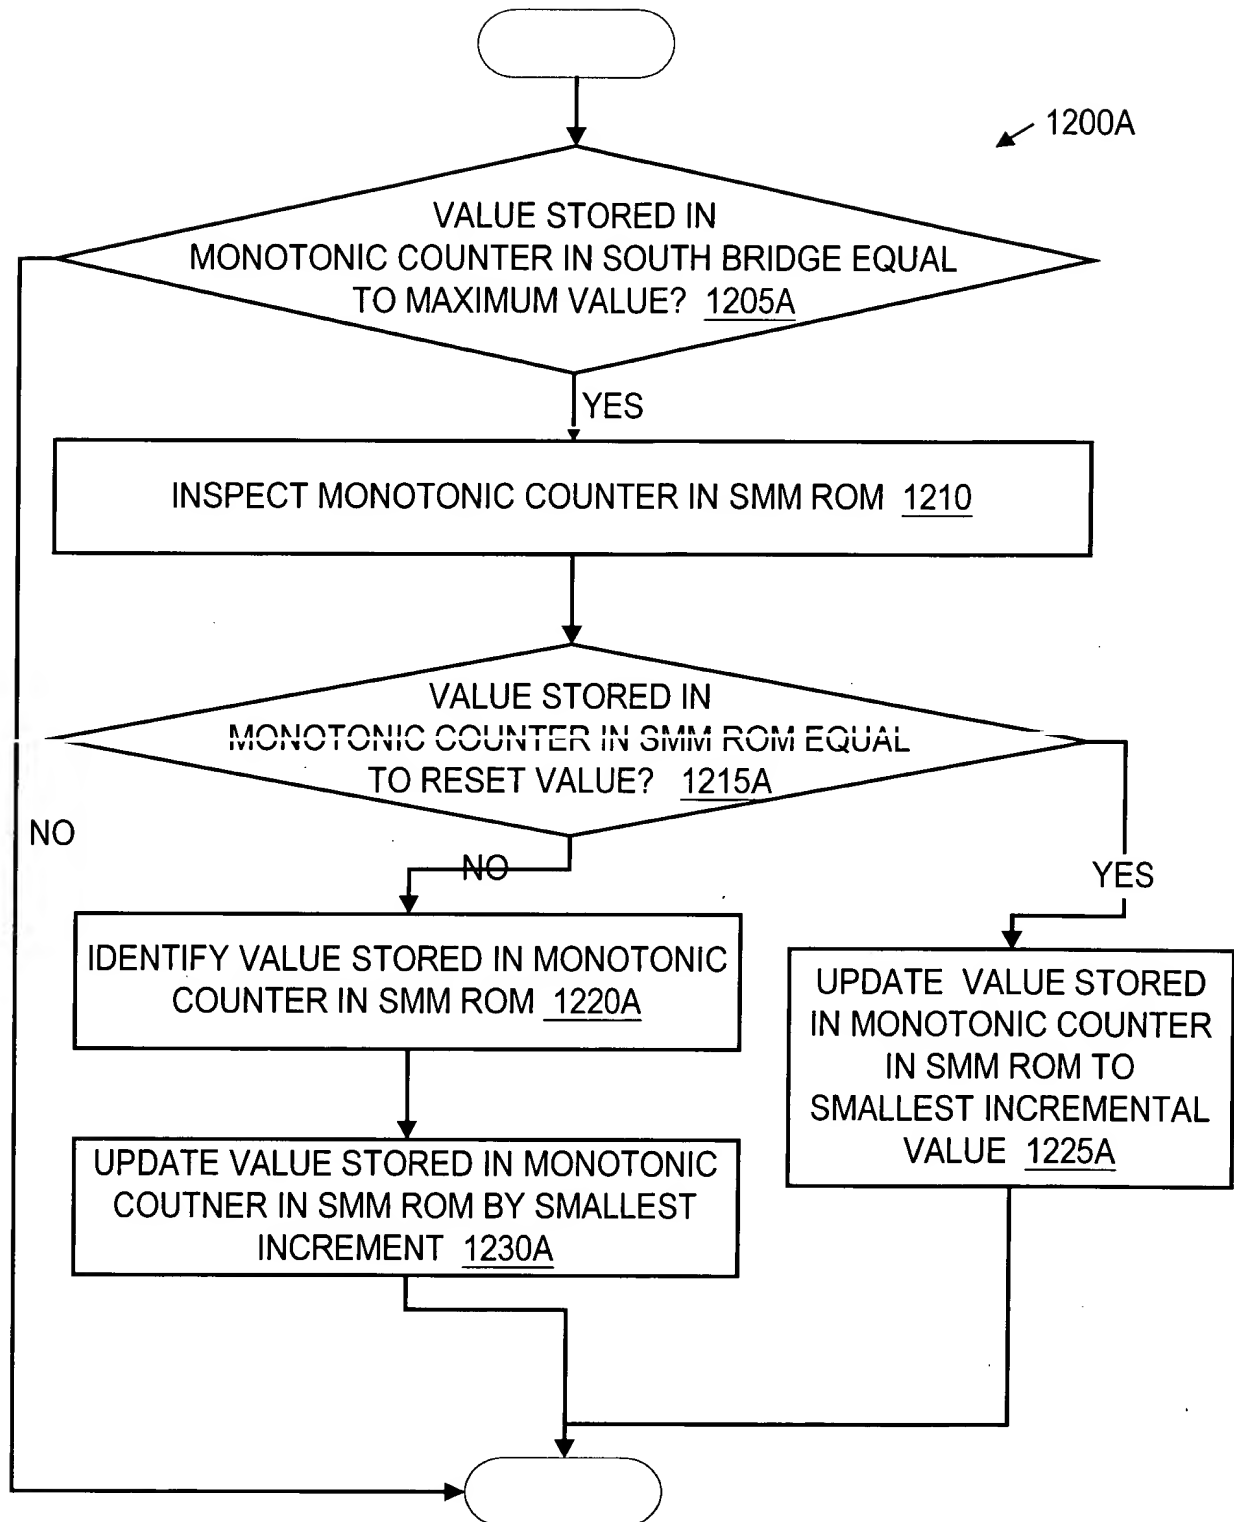 1200A
VALUE STORED IN
MONOTONIC COUNTER IN SOUTH BRIDGE EQUAL
TO MAXIMUM VALUE? 1205A
YES
INSPECT MONOTONIC COUNTER IN SMM ROM 1210
VALUE STORED IN
MONOTONIC COUNTER IN SMM ROM EQUAL
TO RESET VALUE? 1215A
NO
NO
YES
IDENTIFY VALUE STORED IN MONOTONIC
COUNTER IN SMM ROM 1220A
UPDATE VALUE STORED
IN MONOTONIC COUNTER
IN SMM ROM TO
SMALLEST INCREMENTAL
VALUE 1225A
UPDATE VALUE STORED IN MONOTONIC
COUTNER IN SMM ROM BY SMALLEST
INCREMENT 1230A